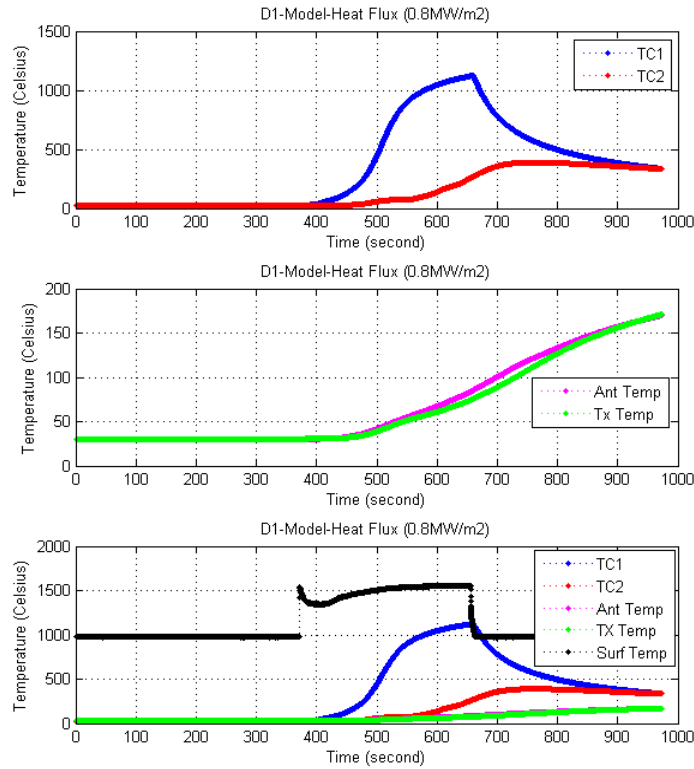 D1-Model-Heat Flux (0.8MW/m2)
1500
1000
500
0
Temperature (Celsius)
TC1
TC2
0 100 200 300 400 500 600 700 800 900 1000
Time (second)
D1-Model-Heat Flux (0.8MW/m2)
200
150
100
50
0
Temperature (Celsius)
Ant Temp
Tx Temp
0 100 200 300 400 500 600 700 800 900 1000
Time (second)
D1-Model-Heat Flux (0.8MW/m2)
2000
1500
1000
500
0
Temperature (Celsius)
TC1
TC2
Ant Temp
TX Temp
Surf Temp
0 100 200 300 400 500 600 700 800 900 1000
Time (second)